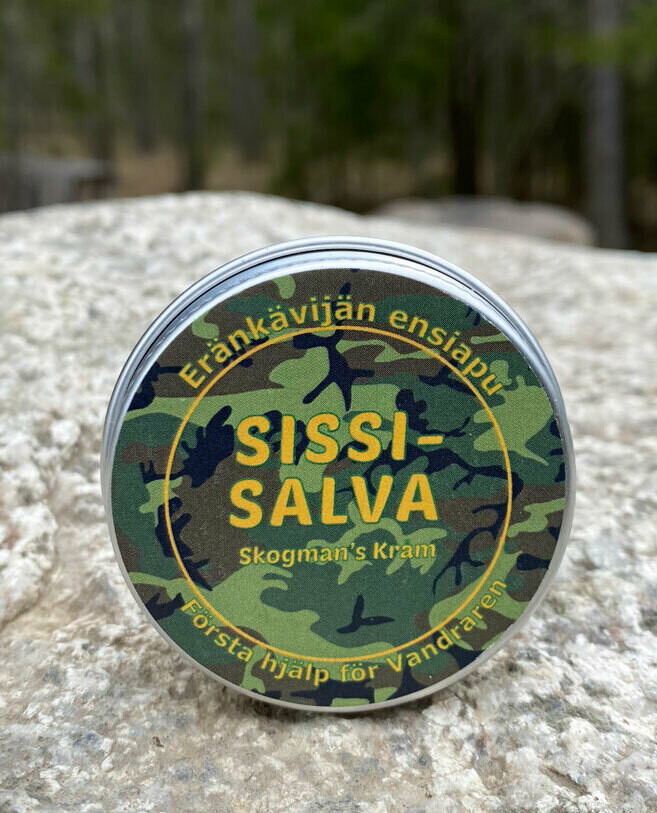 Eränkävijän ensiapu
SISSI-
SALVA
Skogman's Kram
Första hjälp för Vandraren